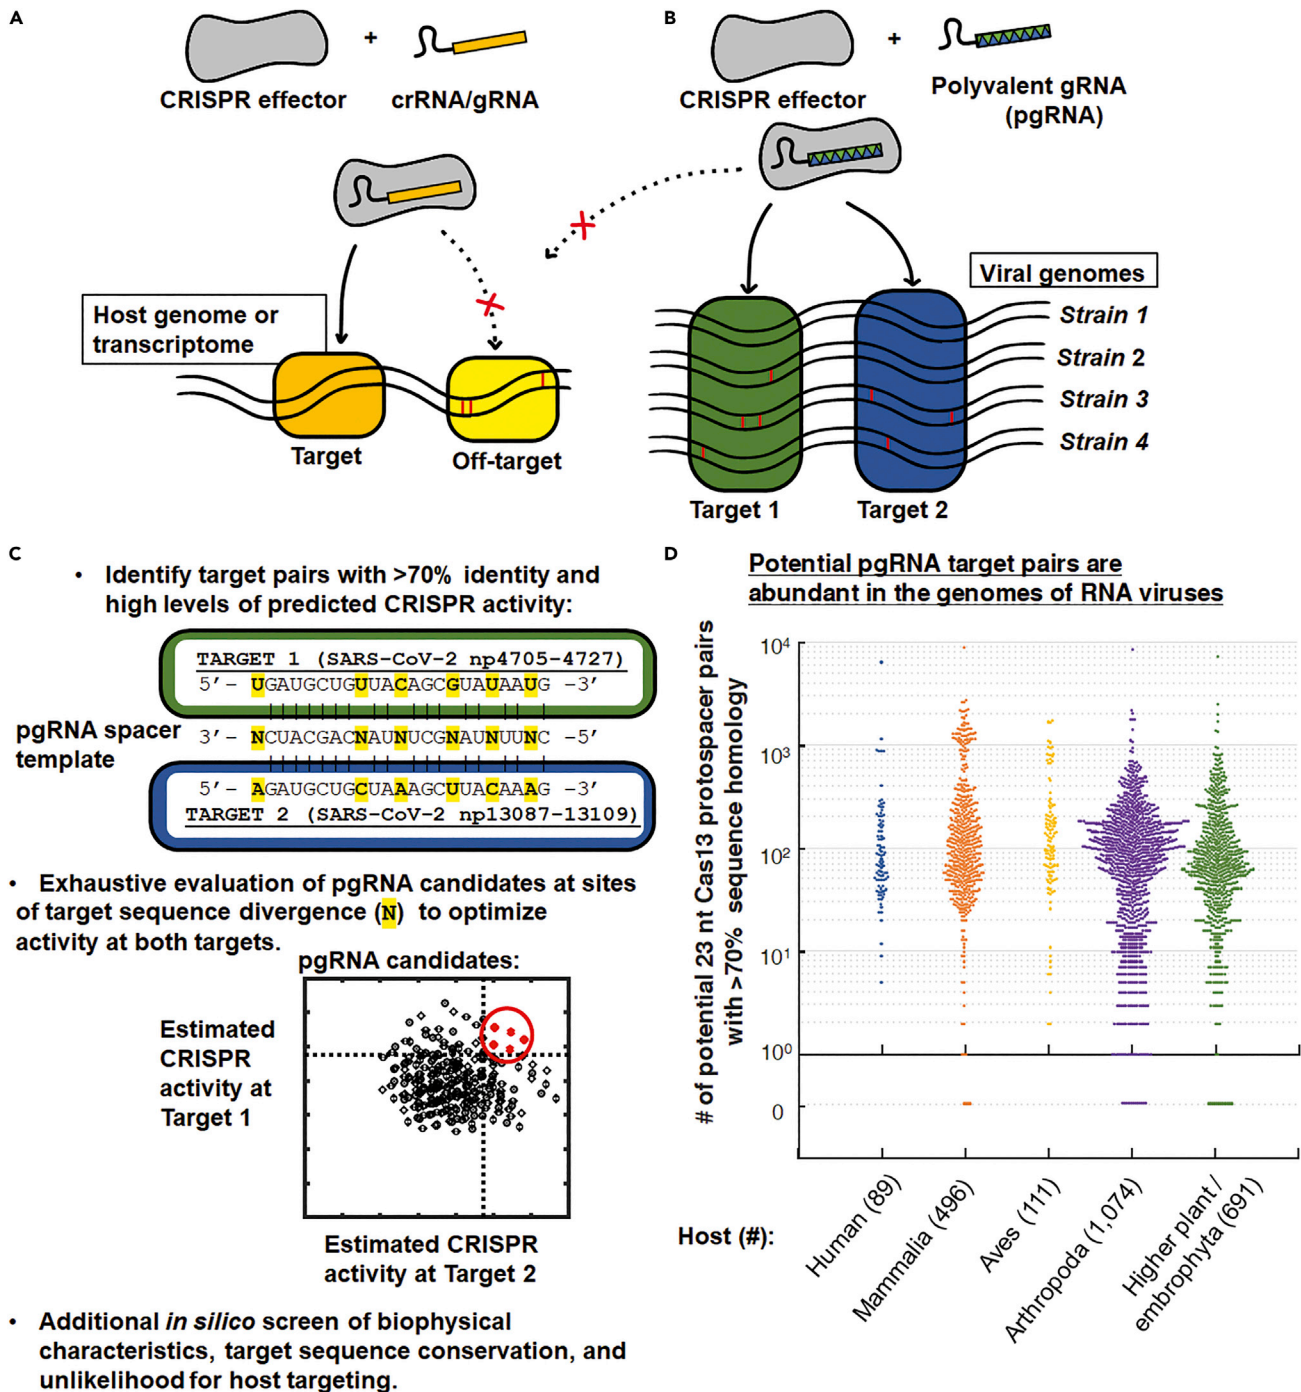 A
CRISPR effector
+
crRNA/gRNA
Host genome or
transcriptome
Target
Off-target
B
CRISPR effector
+
Polyvalent gRNA
(pgRNA)
Viral genomes
Strain 1
Strain 2
Strain 3
Strain 4
Target 1
Target 2
C
• Identify target pairs with >70% identity and
high levels of predicted CRISPR activity:
TARGET 1 (SARS-CoV-2 np4705-4727)
5'- UGAUGCUGUUUACAGCGUAUAAUG -3'
pgRNA spacer
template
3'- NCUACGACNAUNUCGNAUNUUNC -5'
5'- AGAUGCUGCUAAAGCUUACAAAG -3'
TARGET 2 (SARS-CoV-2 np13087-13109)
• Exhaustive evaluation of pgRNA candidates at sites
of target sequence divergence (N) to optimize
activity at both targets.
pgRNA candidates:
Estimated
CRISPR
activity at
Target 1
Estimated CRISPR
activity at Target 2
• Additional in silico screen of biophysical
characteristics, target sequence conservation, and
unlikelihood for host targeting.
D
Potential pgRNA target pairs are
abundant in the genomes of RNA viruses
# of potential 23 nt Cas13 protospacer pairs
with >70% sequence homology
10⁴
10³
10²
10¹
10⁰
0
Host (#):
Human (89)
Mammalia (496)
Aves (111)
Arthropoda (1,074)
Higher plant /
embrophyta (691)